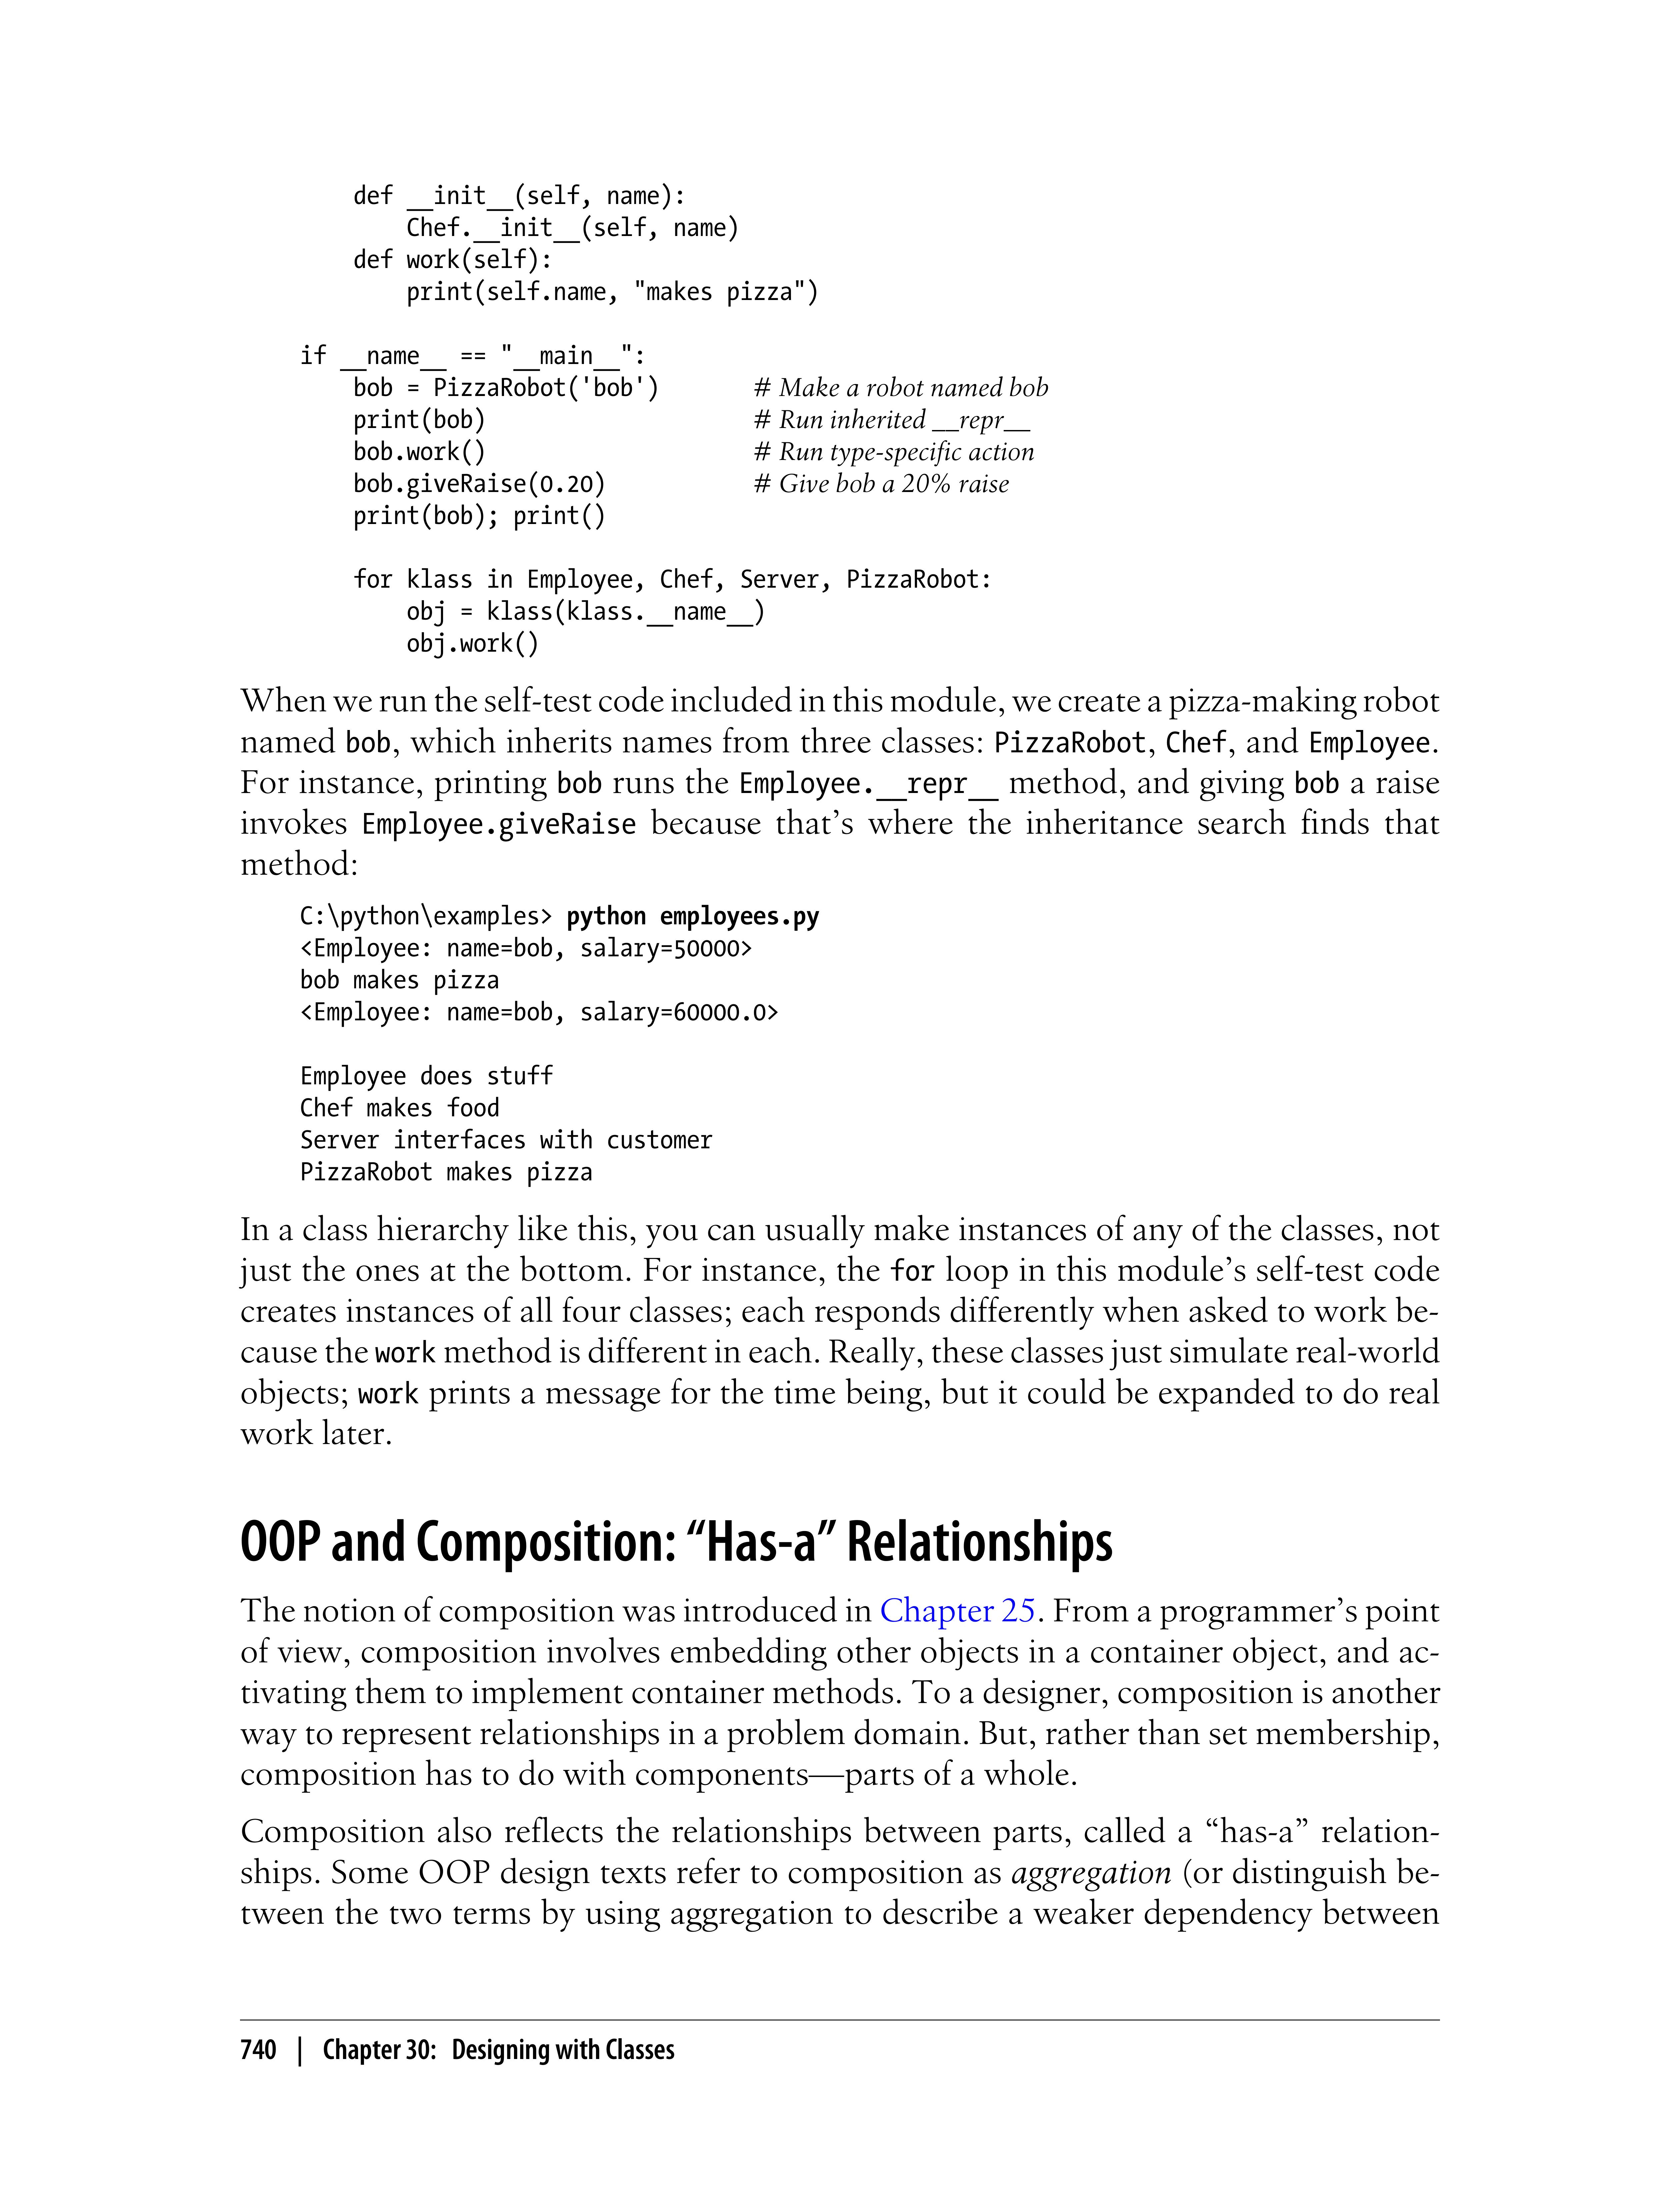 def __init__(self, name):
        Chef.__init__(self, name)
    def work(self):
        print(self.name, "makes pizza")

if __name__ == "__main__":
    bob = PizzaRobot('bob')       # Make a robot named bob
    print(bob)                    # Run inherited __repr__
    bob.work()                    # Run type-specific action
    bob.giveRaise(0.20)           # Give bob a 20% raise
    print(bob); print()

    for klass in Employee, Chef, Server, PizzaRobot:
        obj = klass(klass.__name__)
        obj.work()
When we run the self-test code included in this module, we create a pizza-making robot
named bob, which inherits names from three classes: PizzaRobot, Chef, and Employee.
For instance, printing bob runs the Employee.__repr__ method, and giving bob a raise
invokes Employee.giveRaise because that’s where the inheritance search finds that
method:
C:\python\examples> python employees.py
<Employee: name=bob, salary=50000>
bob makes pizza
<Employee: name=bob, salary=60000.0>

Employee does stuff
Chef makes food
Server interfaces with customer
PizzaRobot makes pizza
In a class hierarchy like this, you can usually make instances of any of the classes, not
just the ones at the bottom. For instance, the for loop in this module’s self-test code
creates instances of all four classes; each responds differently when asked to work be-
cause the work method is different in each. Really, these classes just simulate real-world
objects; work prints a message for the time being, but it could be expanded to do real
work later.
OOP and Composition: “Has-a” Relationships
The notion of composition was introduced in Chapter 25. From a programmer’s point
of view, composition involves embedding other objects in a container object, and ac-
tivating them to implement container methods. To a designer, composition is another
way to represent relationships in a problem domain. But, rather than set membership,
composition has to do with components—parts of a whole.
Composition also reflects the relationships between parts, called a “has-a” relation-
ships. Some OOP design texts refer to composition as aggregation (or distinguish be-
tween the two terms by using aggregation to describe a weaker dependency between
740 | Chapter 30: Designing with Classes